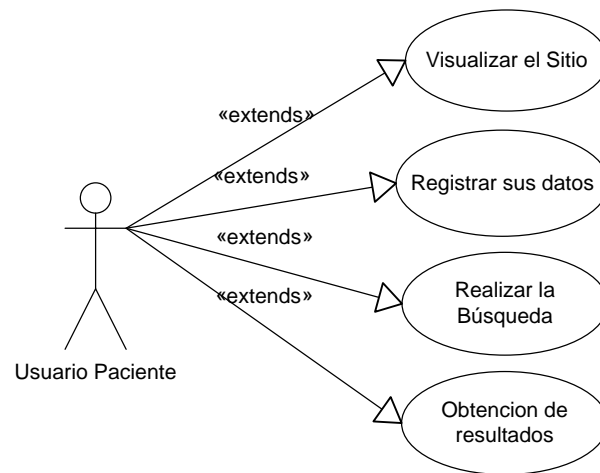 Visualizar el Sitio
«extends»
«extends»
Registrar sus datos
«extends»
«extends»
Realizar la
Búsqueda
Usuario Paciente
Obtencion de
resultados